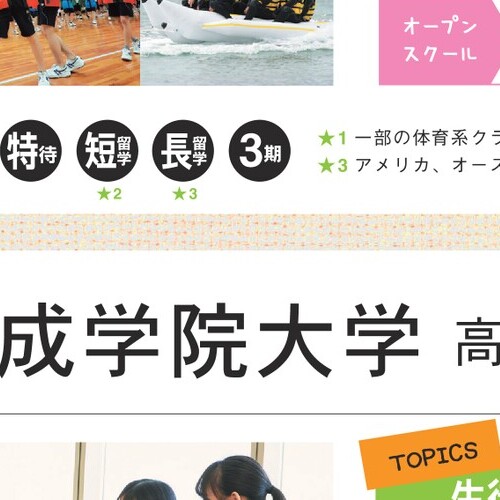 オープン
スクール
特待 短留学 長留学 3期
★2 ★3
★1 一部の体育系クラ
★3 アメリカ、オース
成学院大学 高
TOPICS
生徒